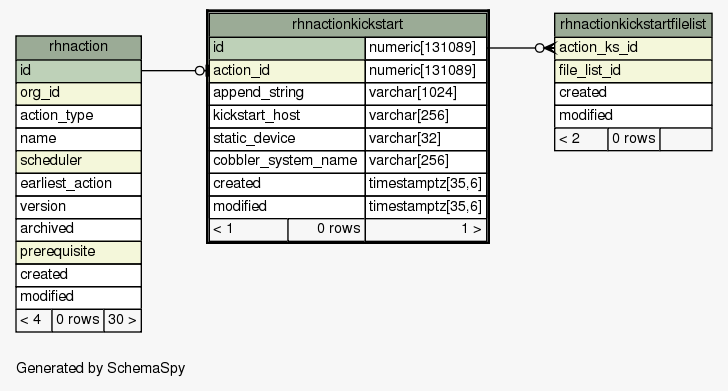 rhnaction
id
org_id
action_type
name
scheduler
earliest_action
version
archived
prerequisite
created
modified
< 4 0 rows 30 >
rhnactionkickstart
id numeric[131089]
action_id numeric[131089]
append_string varchar[1024]
kickstart_host varchar[256]
static_device varchar[32]
cobbler_system_name varchar[256]
created timestamptz[35,6]
modified timestamptz[35,6]
< 1 0 rows 1 >
rhnactionkickstartfilelist
action_ks_id
file_list_id
created
modified
< 2 0 rows
Generated by SchemaSpy